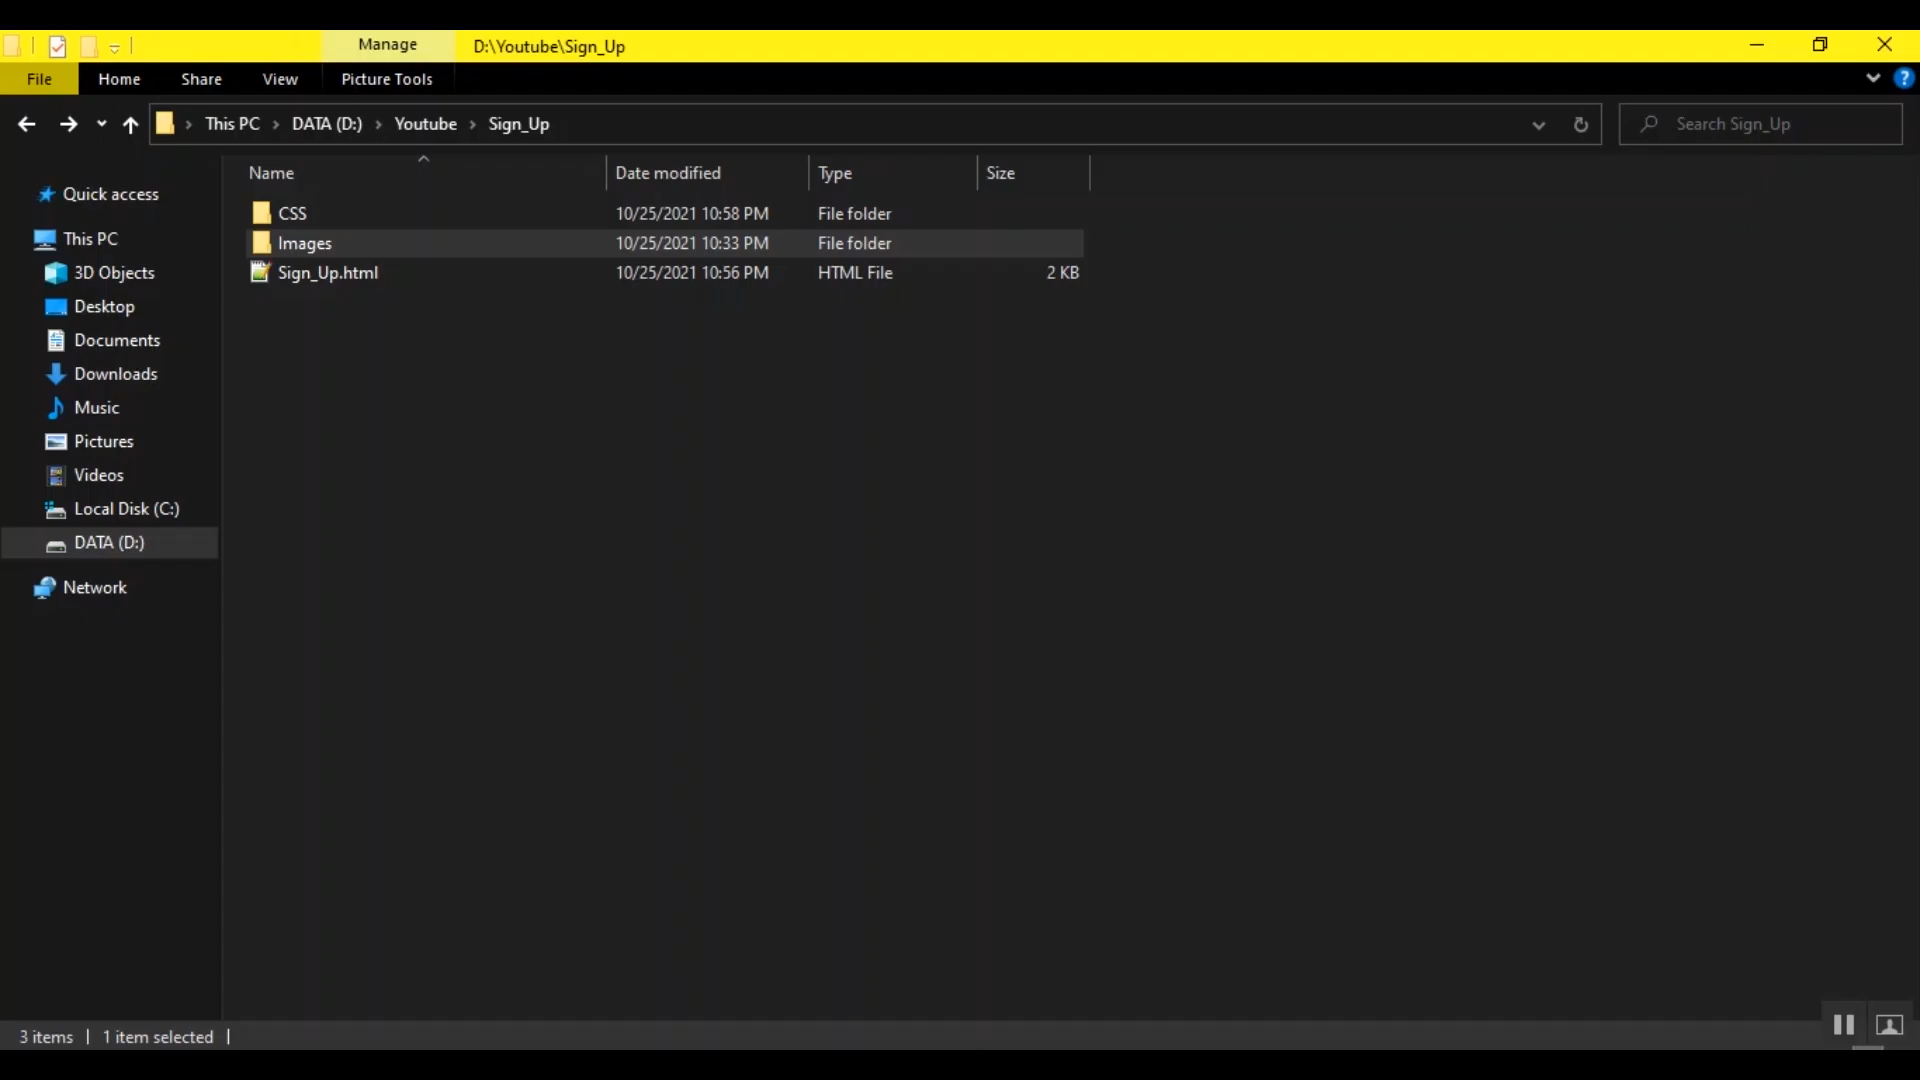 Manage D:\Youtube\Sign_Up
File Home Share View Picture Tools
This PC DATA (D:) Youtube Sign_Up Search Sign_Up
Name Date modified Type Size
Quick access
This PC
3D Objects
Desktop
Documents
Downloads
Music
Pictures
Videos
Local Disk (C:)
DATA (D:)
Network
CSS 10/25/2021 10:58 PM File folder
Images 10/25/2021 10:33 PM File folder
Sign_Up.html 10/25/2021 10:56 PM HTML File 2 KB
3 items 1 item selected